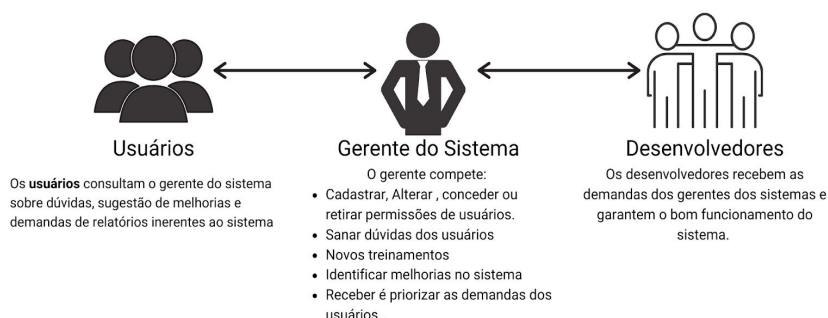 Usuários
Os usuários consultam o gerente do sistema
sobre dúvidas, sugestão de melhorias e
demandas de relatórios inerentes ao sistema
Gerente do Sistema
O gerente compete:
• Cadastrar, Alterar , conceder ou
retirar permissões de usuários.
• Sanar dúvidas dos usuários
• Novos treinamentos
• Identificar melhorias no sistema
• Receber é priorizar as demandas dos
usuários
Desenvolvedores
Os desenvolvedores recebem as
demandas dos gerentes dos sistemas e
garantem o bom funcionamento do
sistema.